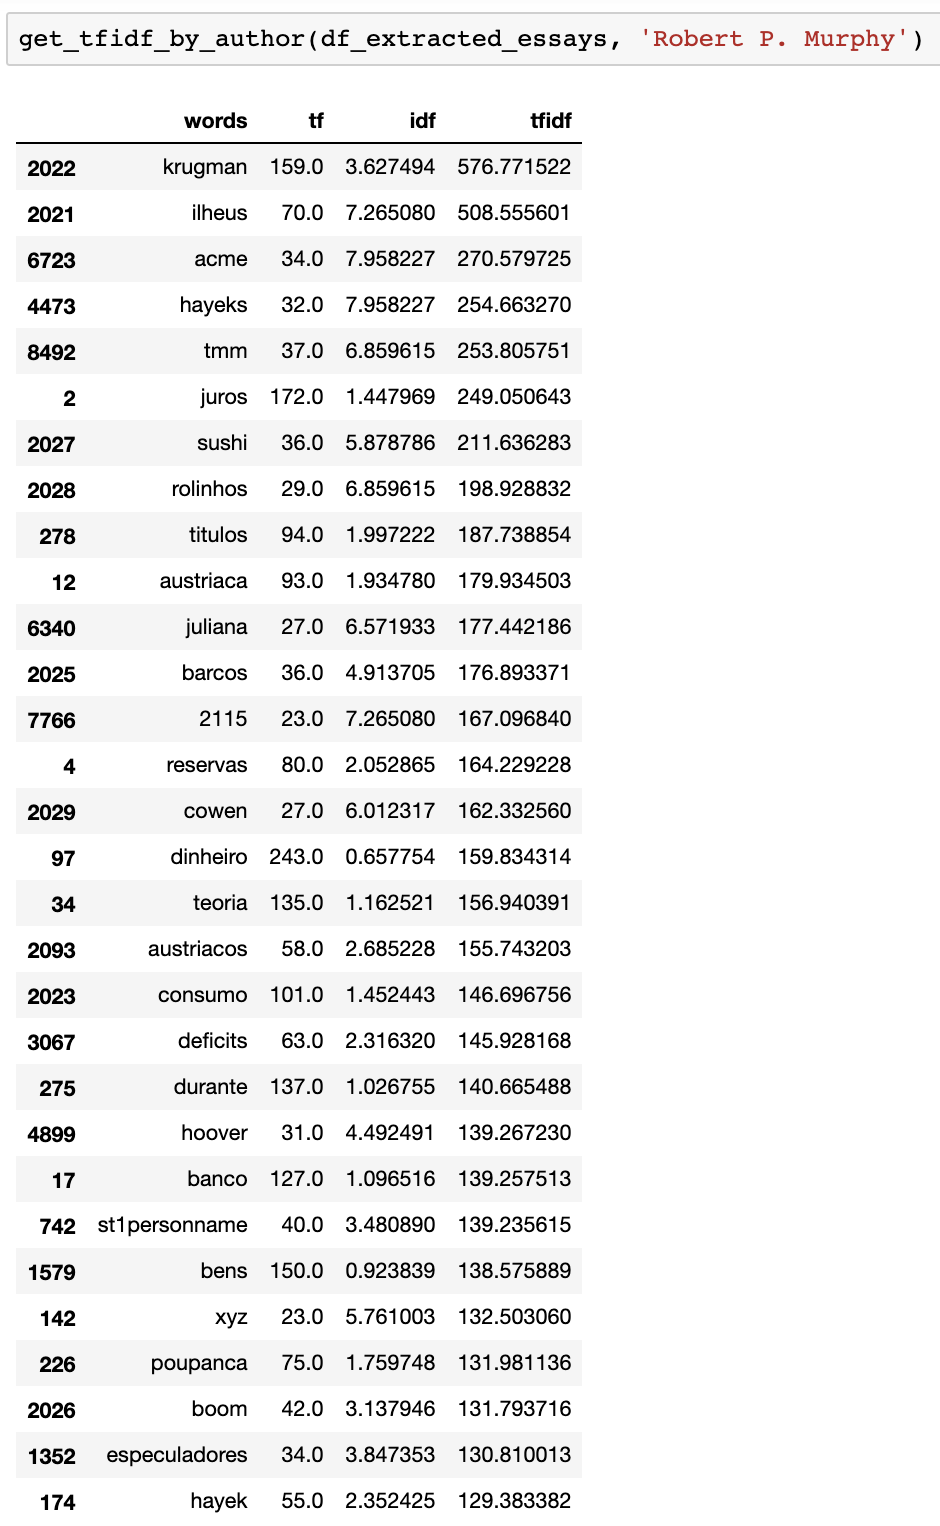 get_tfidf_by_author(df_extracted_essays, 'Robert P. Murphy')
words tf idf tfidf
2022 krugman 159.0 3.627494 576.771522
2021 ilheus 70.0 7.265080 508.555601
6723 acme 34.0 7.958227 270.579725
4473 hayeks 32.0 7.958227 254.663270
8492 tmm 37.0 6.859615 253.805751
2 juros 172.0 1.447969 249.050643
2027 sushi 36.0 5.878786 211.636283
2028 rolinhos 29.0 6.859615 198.928832
278 titulos 94.0 1.997222 187.738854
12 austriaca 93.0 1.934780 179.934503
6340 juliana 27.0 6.571933 177.442186
2025 barcos 36.0 4.913705 176.893371
7766 2115 23.0 7.265080 167.096840
4 reservas 80.0 2.052865 164.229228
2029 cowen 27.0 6.012317 162.332560
97 dinheiro 243.0 0.657754 159.834314
34 teoria 135.0 1.162521 156.940391
2093 austriacos 58.0 2.685228 155.743203
2023 consumo 101.0 1.452443 146.696756
3067 deficits 63.0 2.316320 145.928168
275 durante 137.0 1.026755 140.665488
4899 hoover 31.0 4.492491 139.267230
17 banco 127.0 1.096516 139.257513
742 st1personname 40.0 3.480890 139.235615
1579 bens 150.0 0.923839 138.575889
142 xyz 23.0 5.761003 132.503060
226 poupanca 75.0 1.759748 131.981136
2026 boom 42.0 3.137946 131.793716
1352 especuladores 34.0 3.847353 130.810013
174 hayek 55.0 2.352425 129.383382